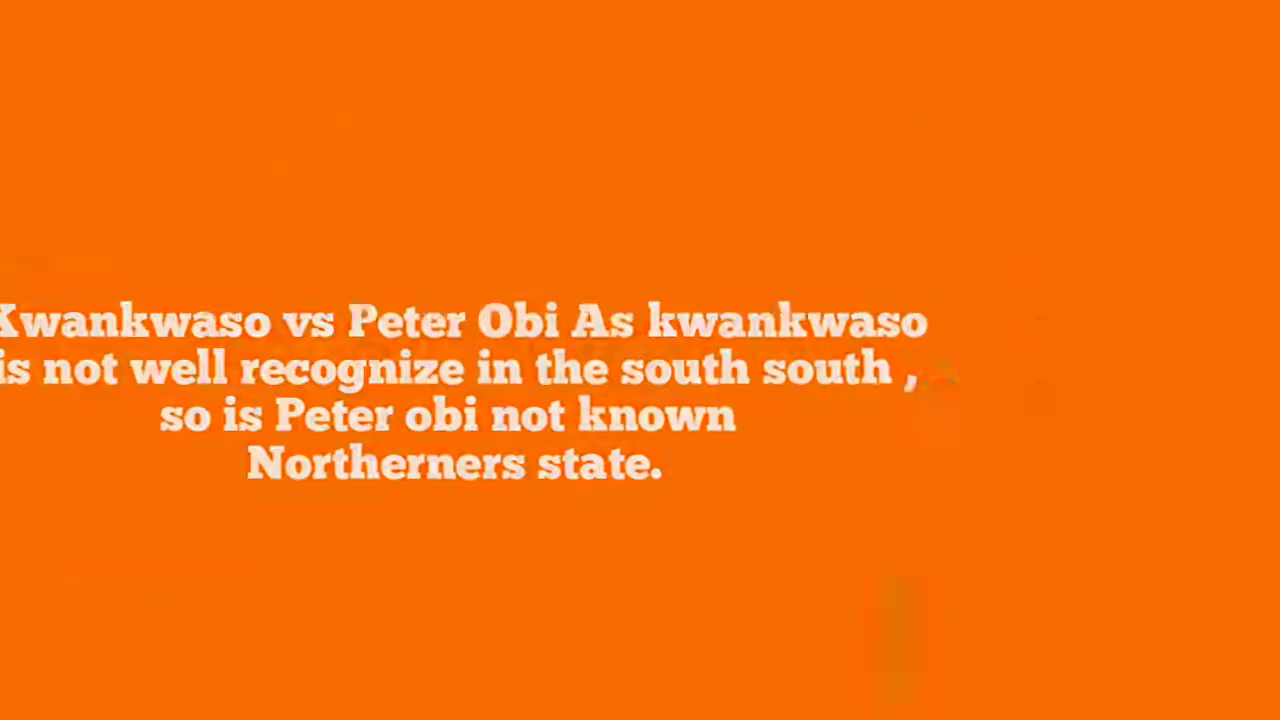 Kwankwaso vs Peter Obi As kwankwaso
is not well recognize in the south south ,
so is Peter obi not known
Northerners state.